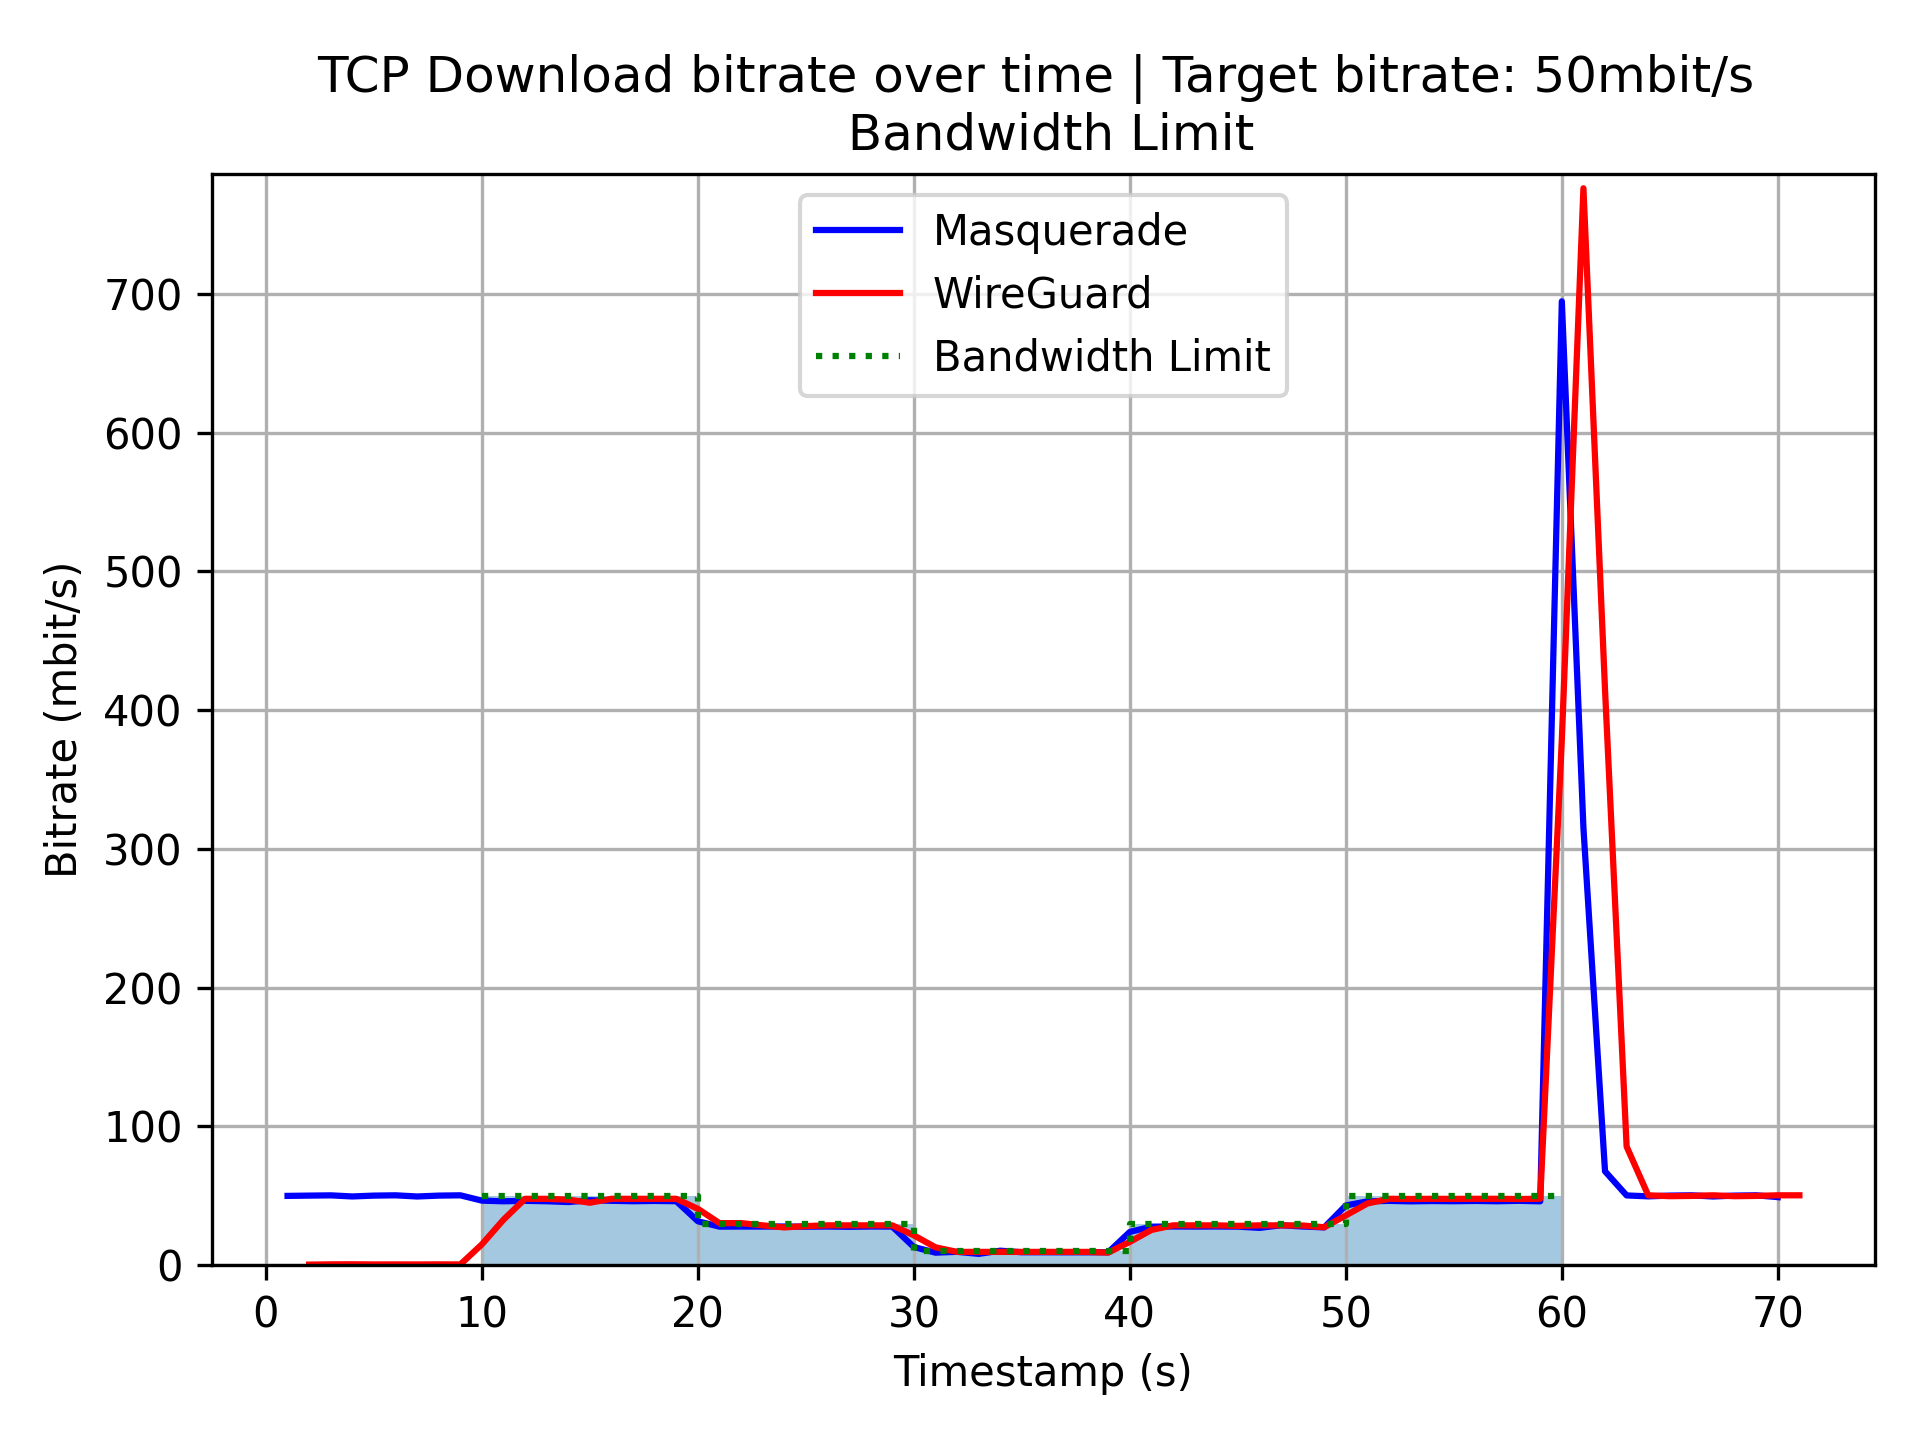 TCP Download bitrate over time | Target bitrate: 50mbit/s
Bandwidth Limit
Masquerade
WireGuard
Bandwidth Limit
Bitrate (mbit/s)
700
600
500
400
300
200
100
0
0 10 20 30 40 50 60 70
Timestamp (s)